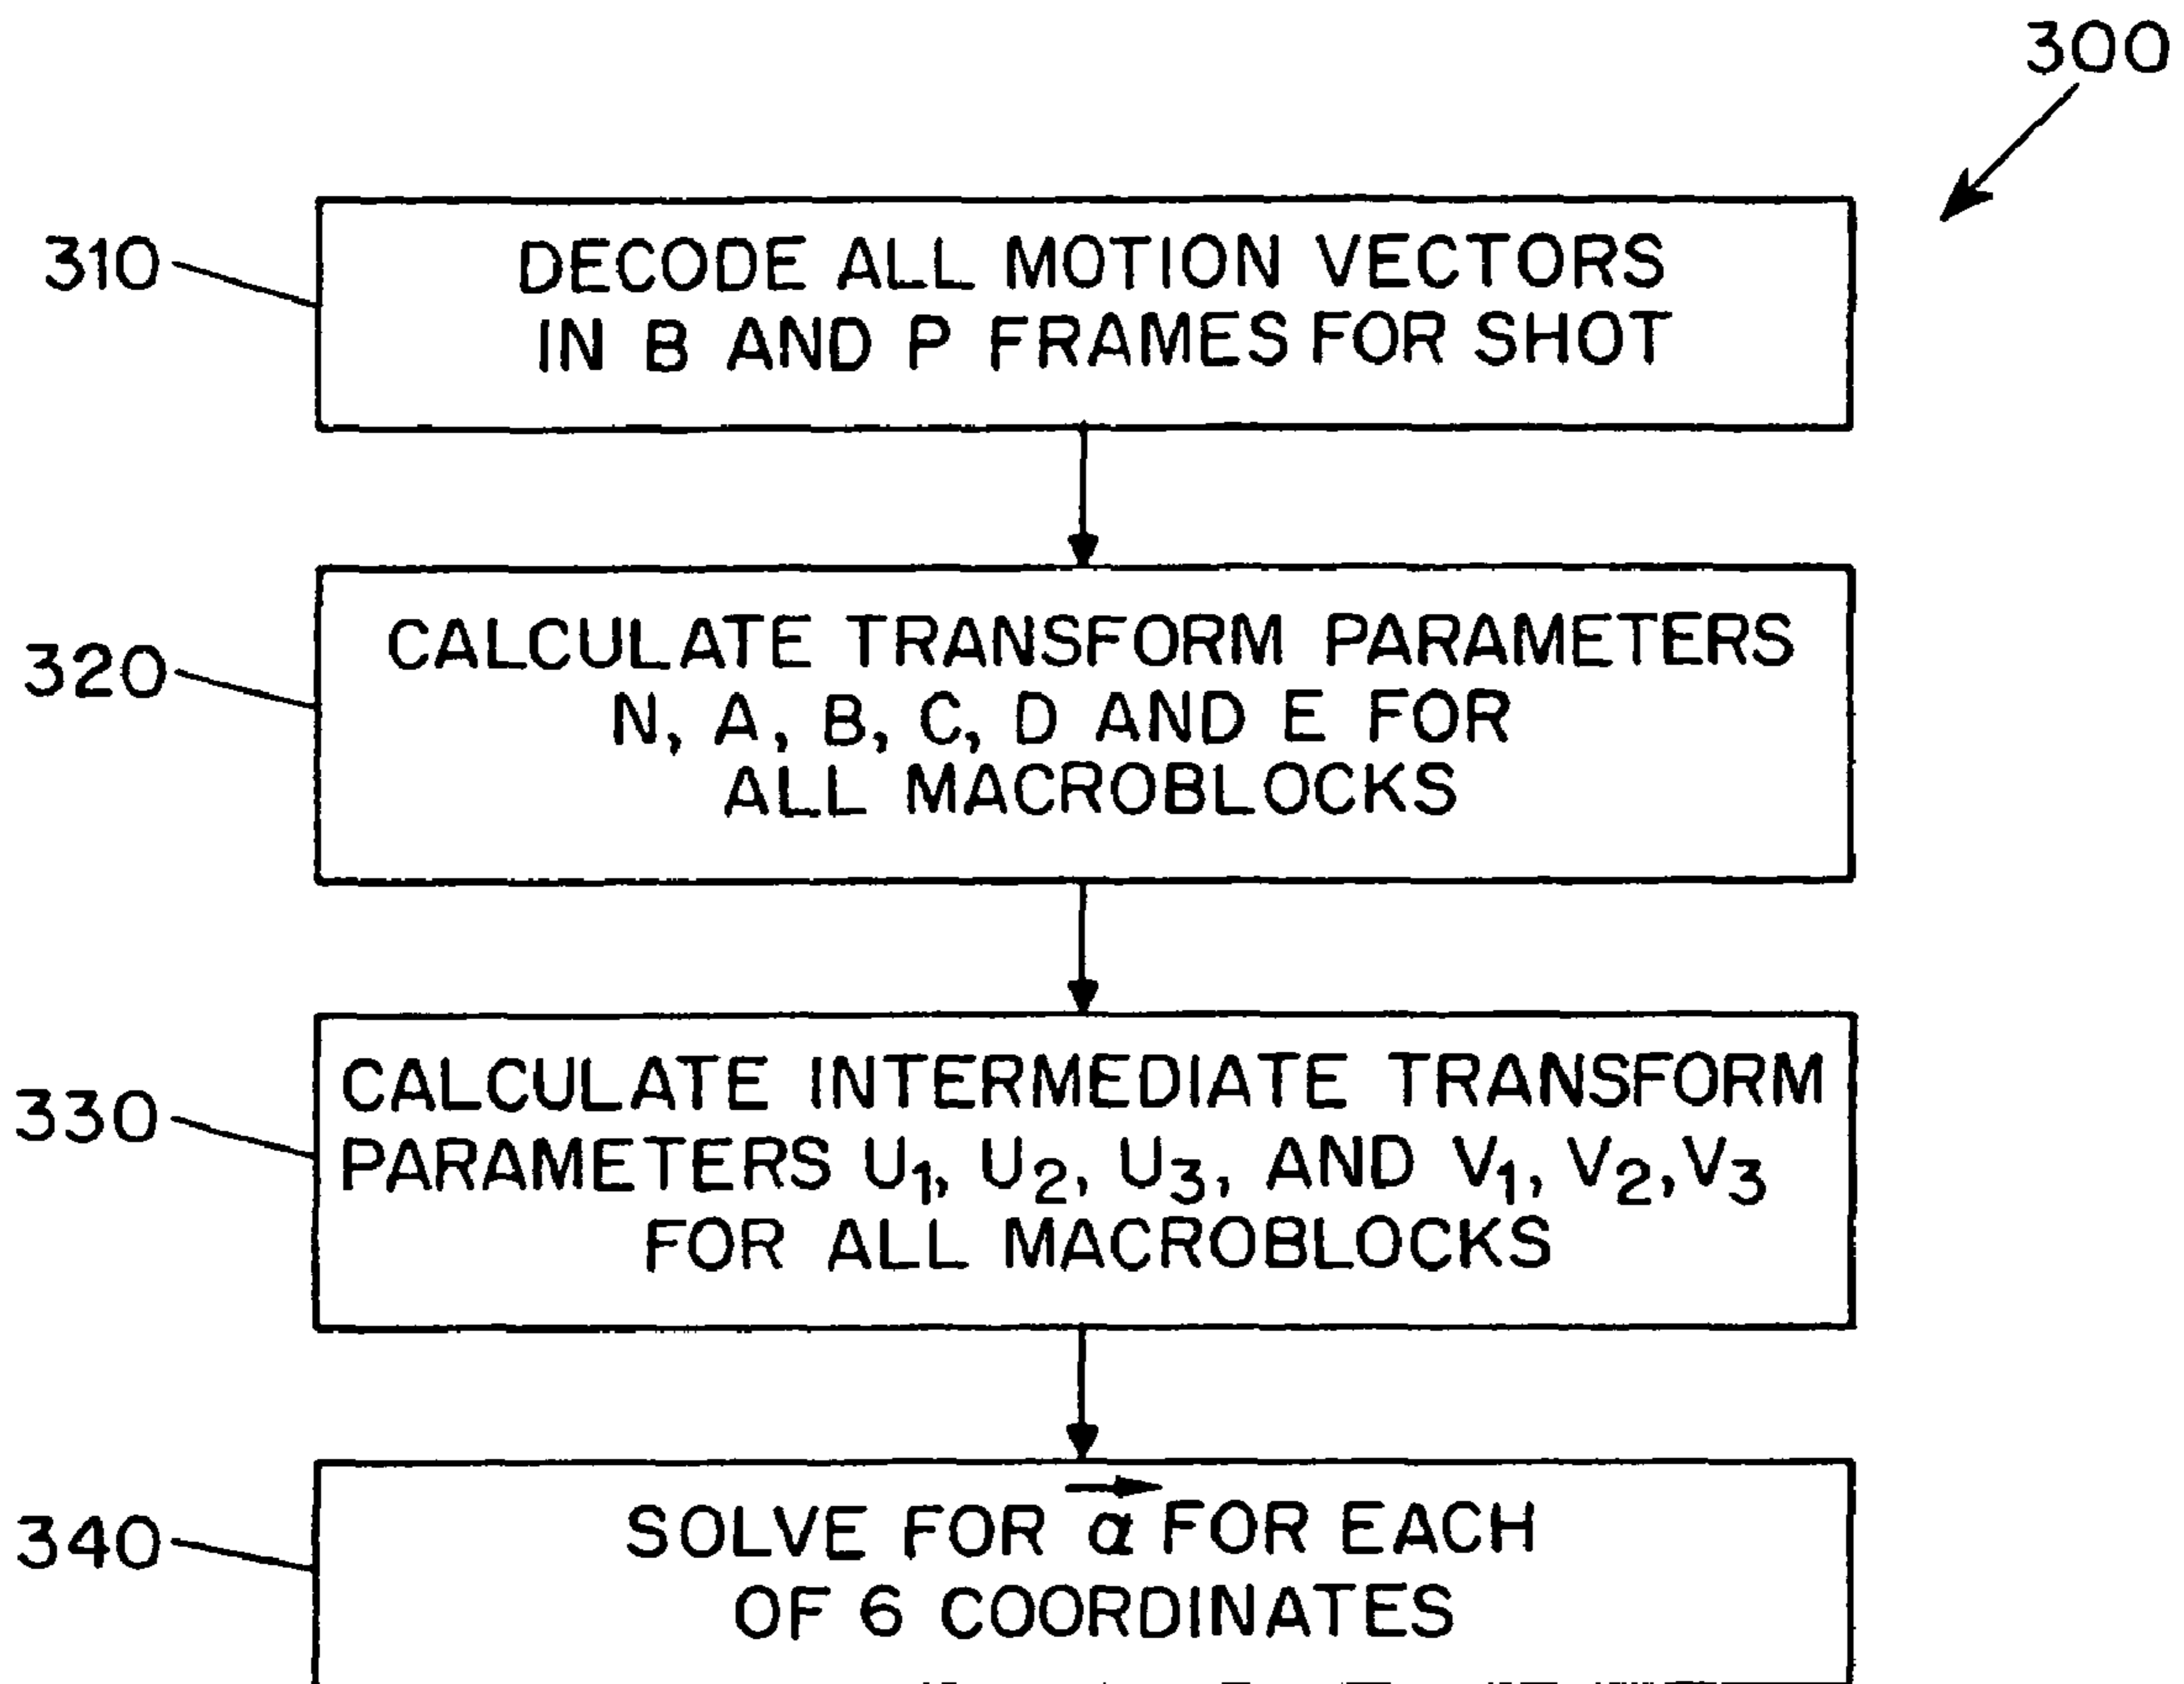 300
310
DECODE ALL MOTION VECTORS
IN B AND P FRAMES FOR SHOT
320
CALCULATE TRANSFORM PARAMETERS
N, A, B, C, D AND E FOR
ALL MACROBLOCKS
330
CALCULATE INTERMEDIATE TRANSFORM
PARAMETERS U₁, U₂, U₃, AND V₁, V₂, V₃
FOR ALL MACROBLOCKS
340
SOLVE FOR α⃗ FOR EACH
OF 6 COORDINATES